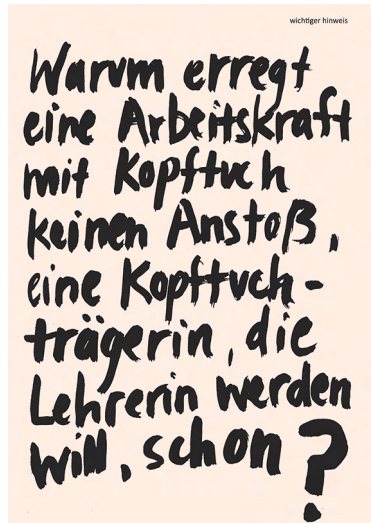 wichtiger hinweis
Warum erregt
eine Arbeitskraft
mit Kopftuch
keinen Anstoß,
eine Kopftuch-
trägerin, die
Lehrerin werden
will, schon?